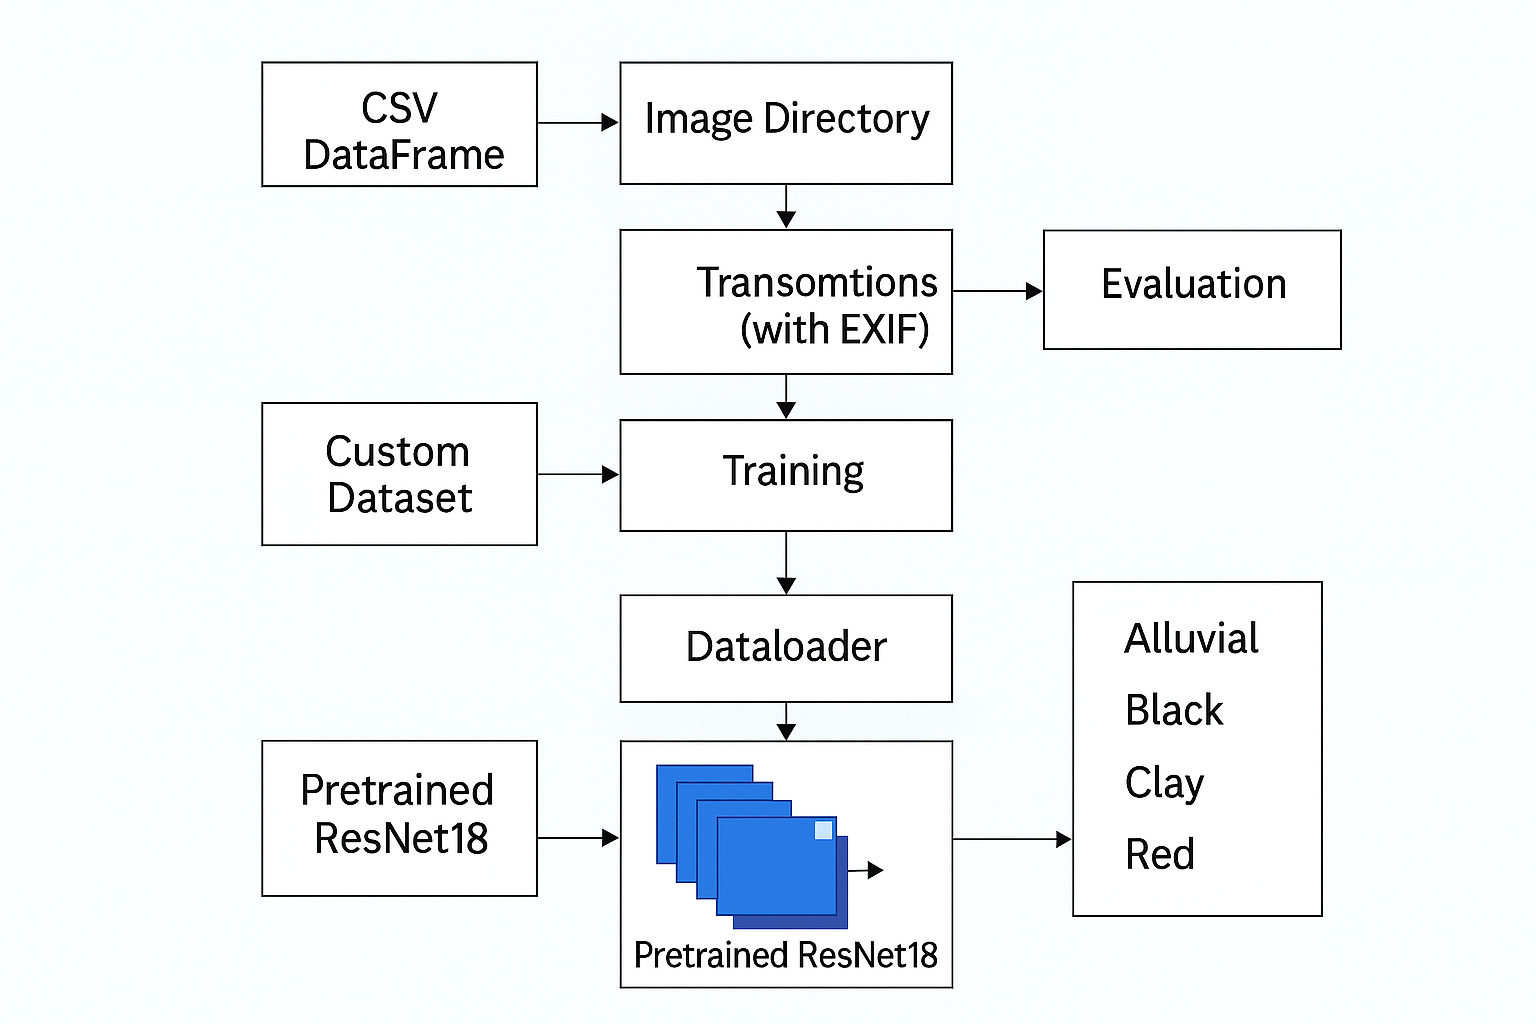 CSV
DataFrame
Image Directory
Transomtions
(with EXIF)
Evaluation
Custom
Dataset
Training
Dataloader
Pretrained
ResNet18
Pretrained ResNet18
Alluvial
Black
Clay
Red